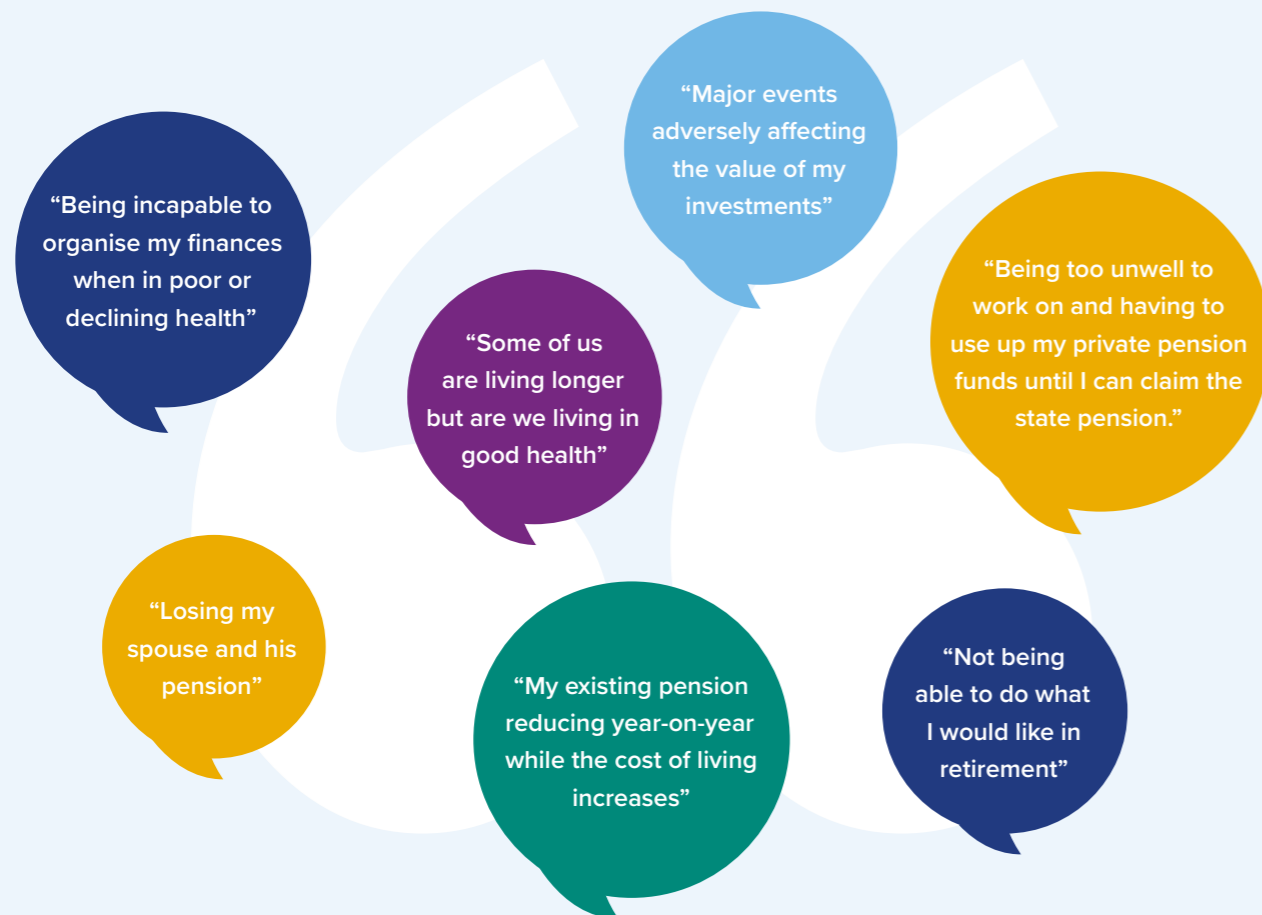 “Major events
adversely affecting
the value of my
investments”
“Being incapable to
organise my finances
when in poor or
declining health”
“Being too unwell to
work on and having to
use up my private pension
funds until I can claim the
state pension.”
“Some of us
are living longer
but are we living in
good health”
“Losing my
spouse and his
pension”
“My existing pension
reducing year-on-year
while the cost of living
increases”
“Not being
able to do what
I would like in
retirement”